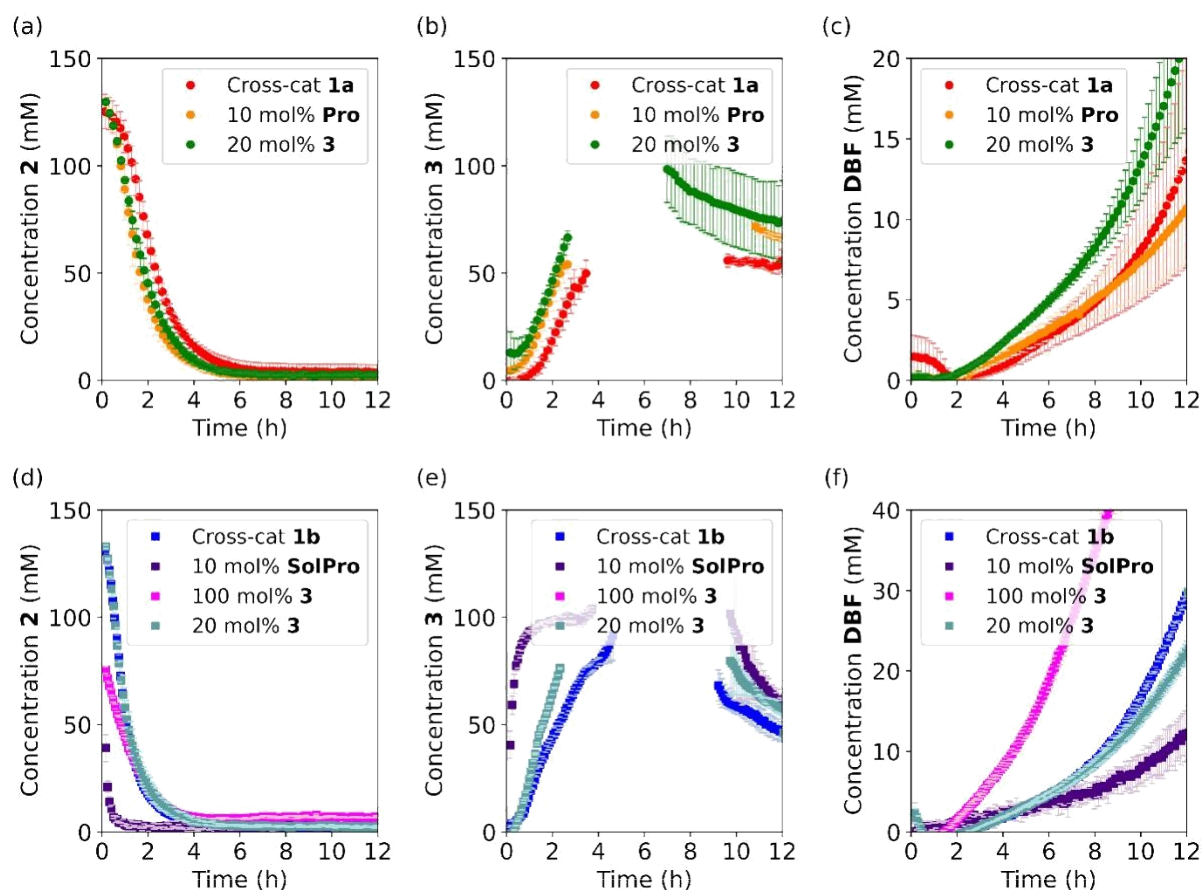 (a)
150
100
50
0
Concentration 2 (mM)
Cross-cat 1a
10 mol% Pro
20 mol% 3
0 2 4 6 8 10 12
Time (h)
(b)
150
100
50
0
Concentration 3 (mM)
Cross-cat 1a
10 mol% Pro
20 mol% 3
0 2 4 6 8 10 12
Time (h)
(c)
20
15
10
5
0
Concentration DBF (mM)
Cross-cat 1a
10 mol% Pro
20 mol% 3
0 2 4 6 8 10 12
Time (h)
(d)
150
100
50
0
Concentration 2 (mM)
Cross-cat 1b
10 mol% SolPro
100 mol% 3
20 mol% 3
0 2 4 6 8 10 12
Time (h)
(e)
150
100
50
0
Concentration 3 (mM)
Cross-cat 1b
10 mol% SolPro
100 mol% 3
20 mol% 3
0 2 4 6 8 10 12
Time (h)
(f)
40
30
20
10
0
Concentration DBF (mM)
Cross-cat 1b
10 mol% SolPro
100 mol% 3
20 mol% 3
0 2 4 6 8 10 12
Time (h)